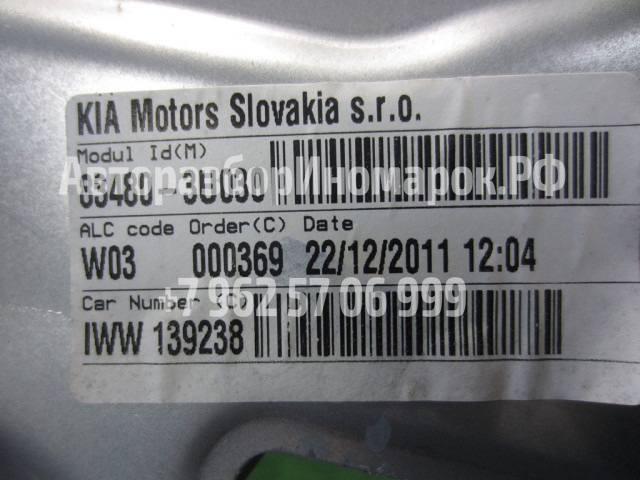 KIA Motors Slovakia s.r.o.
Modul Id(M)
АвторазборИномарок.РФ
ALC code Order(C) Date
W03 000369 22/12/2011 12:04
Car Number (C)
+7 962 57 06 999
IWW 139238